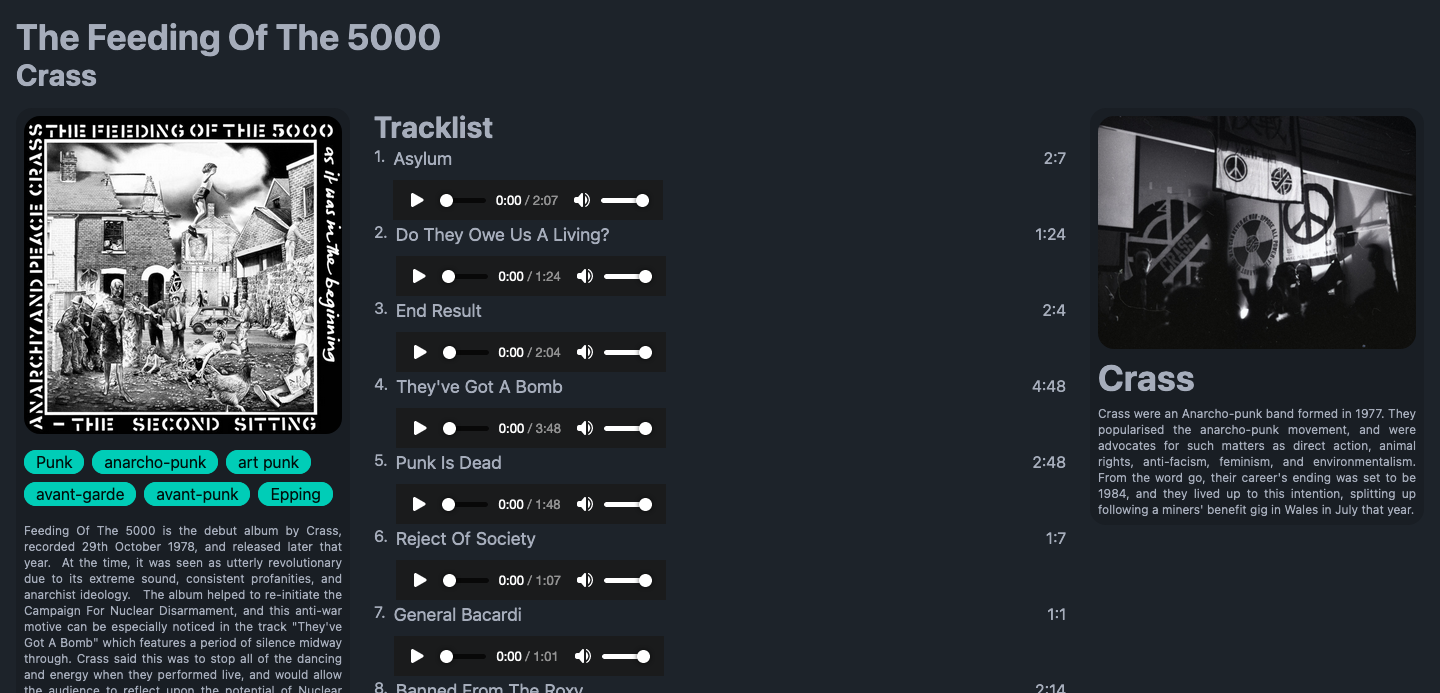 The Feeding Of The 5000
Crass
THE FEEDING OF THE 5000
ANARCHY AND PEACE CRASS
as it was in the beginning
– THE SECOND SITTING
Punk
anarcho-punk
art punk
avant-garde
avant-punk
Epping
Feeding Of The 5000 is the debut album by Crass,
recorded 29th October 1978, and released later that
year. At the time, it was seen as utterly revolutionary
due to its extreme sound, consistent profanities, and
anarchist ideology. The album helped to re-initiate the
Campaign For Nuclear Disarmament, and this anti-war
motive can be especially noticed in the track "They've
Got A Bomb" which features a period of silence midway
through. Crass said this was to stop all of the dancing
and energy when they performed live, and would allow
the audience to reflect upon the potential of Nuclear
Tracklist
1. Asylum 2:7
0:00 / 2:07
2. Do They Owe Us A Living? 1:24
0:00 / 1:24
3. End Result 2:4
0:00 / 2:04
4. They've Got A Bomb 4:48
0:00 / 3:48
5. Punk Is Dead 2:48
0:00 / 1:48
6. Reject Of Society 1:7
0:00 / 1:07
7. General Bacardi 1:1
0:00 / 1:01
8. Banned From The Roxy 2:14
CRASS
Crass
Crass were an Anarcho-punk band formed in 1977. They
popularised the anarcho-punk movement, and were
advocates for such matters as direct action, animal
rights, anti-facism, feminism, and environmentalism.
From the word go, their career's ending was set to be
1984, and they lived up to this intention, splitting up
following a miners' benefit gig in Wales in July that year.